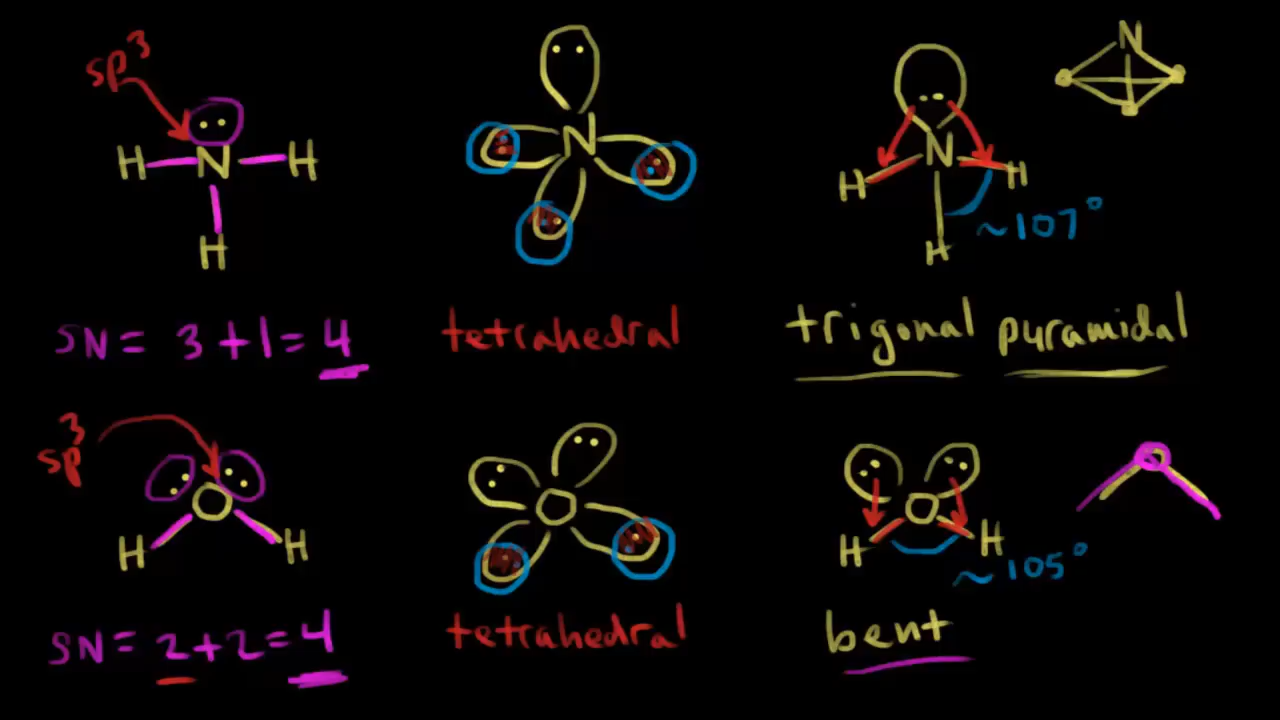 sp³
N
N
N
H N H
H
H N H
H
~107°
SN = 3+1 = 4
tetrahedral
trigonal pyramidal
sp³
O
O
O
H H
H H
~105°
SN = 2+2 = 4
tetrahedral
bent